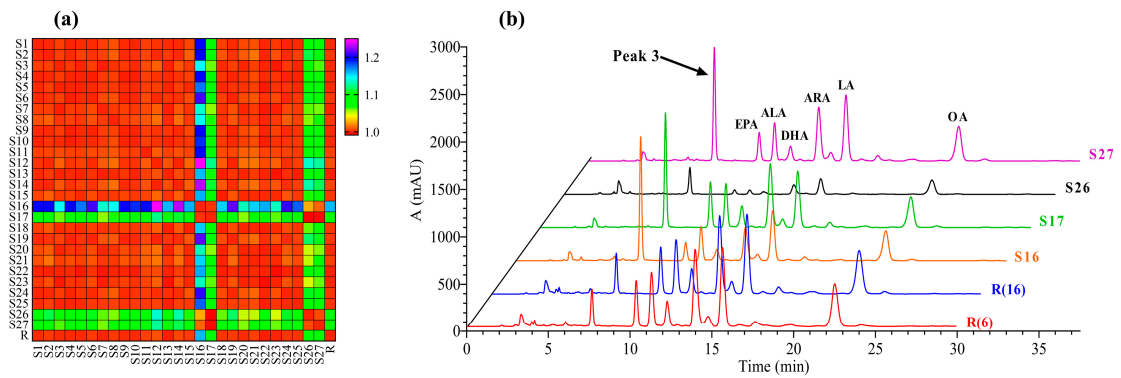 (a)
S1
S2
S3
S4
S5
S6
S7
S8
S9
S10
S11
S12
S13
S14
S15
S16
S17
S18
S19
S20
S21
S22
S23
S24
S25
S26
S27
R
S1 S2 S3 S4 S5 S6 S7 S8 S9 S10 S11 S12 S13 S14 S15 S16 S17 S18 S19 S20 S21 S22 S23 S24 S25 S26 S27 R
1.2
1.1
1.0
(b)
A (mAU)
3000
2500
2000
1500
1000
500
0
Peak 3
EPA
ALA
DHA
ARA
LA
OA
S27
S26
S17
S16
R(16)
R(6)
0 5 10 15 20 25 30 35
Time (min)